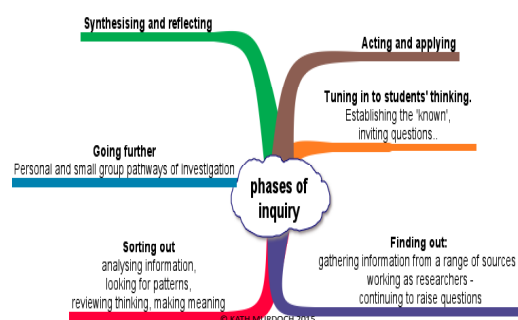 Synthesising and reflecting
Acting and applying
Tuning in to students' thinking.
Establishing the 'known',
inviting questions..
Going further
Personal and small group pathways of investigation
phases of
inquiry
Sorting out
analysing information,
looking for patterns,
reviewing thinking, making meaning
Finding out:
gathering information from a range of sources
working as researchers -
continuing to raise questions
© KATH MURDOCH 2015